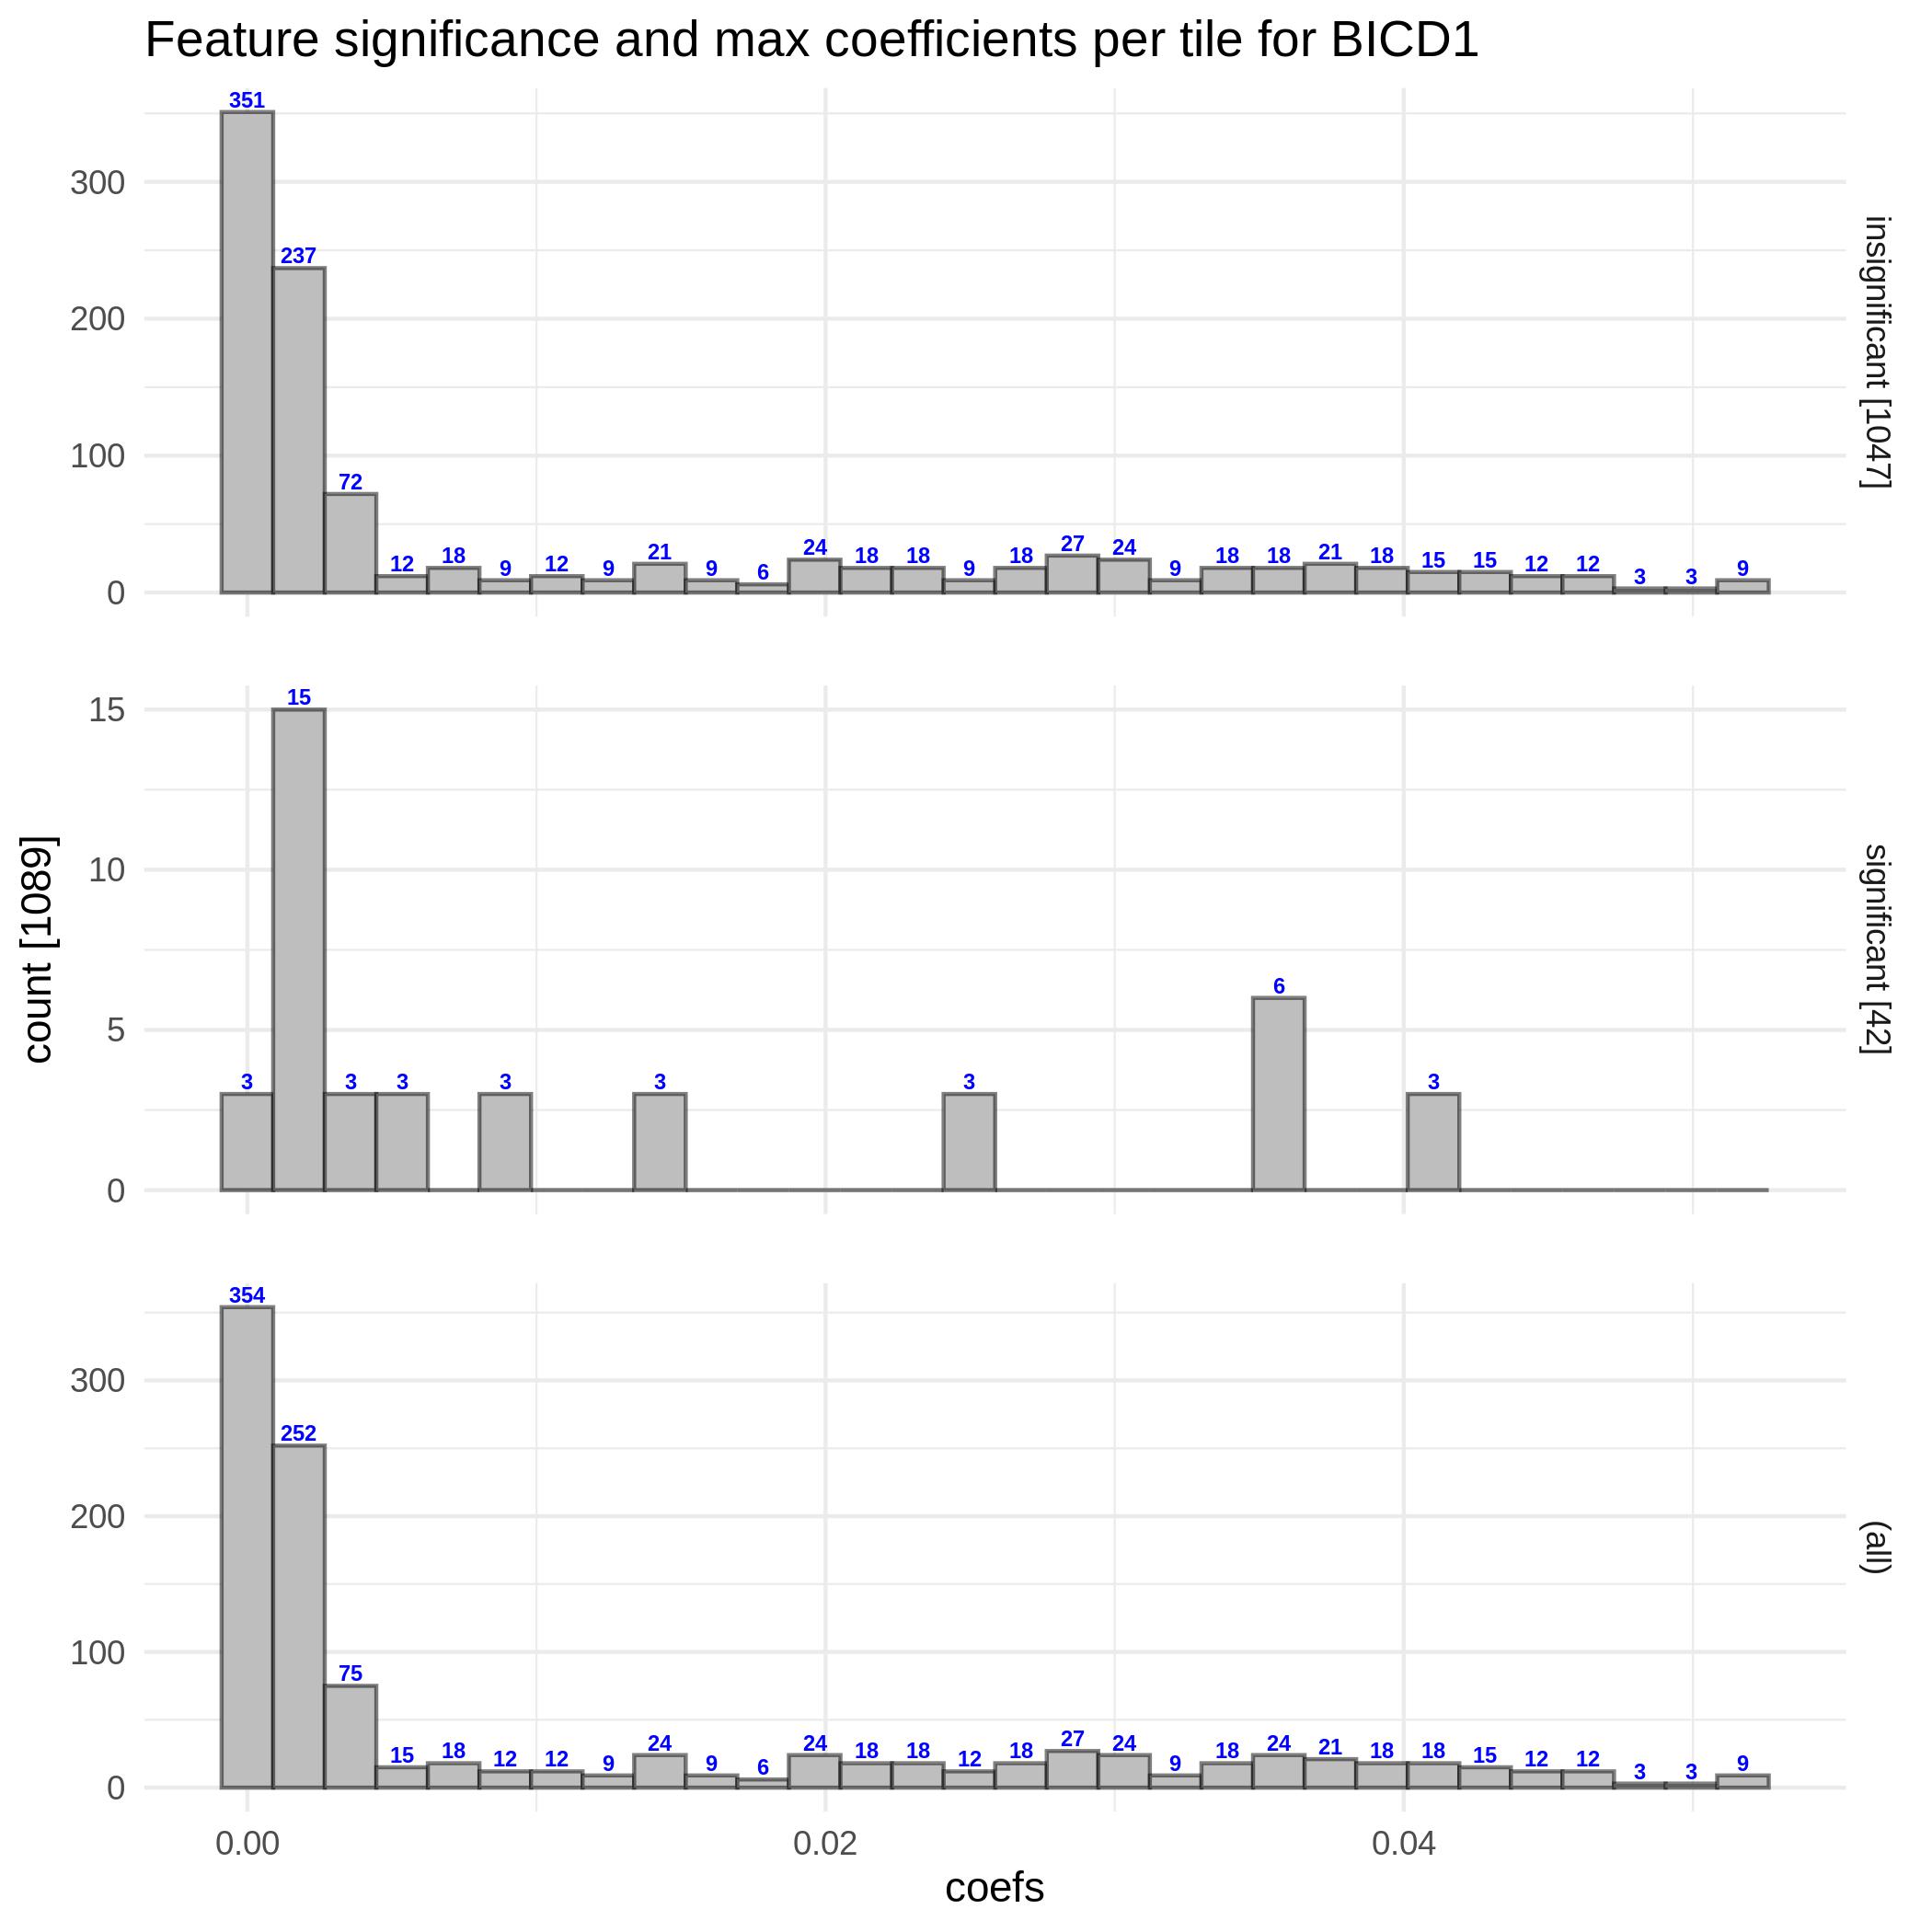 Feature significance and max coefficients per tile for BICD1
351
237
72
12 18 9 12 9 21 9 6 24 18 18 9 18 27 24 9 18 18 21 18 15 15 12 12 3 3 9
300
200
100
0
insignificant [1047]
15
3 3 3 3 3 3 6 3
15
10
5
0
significant [42]
count [1089]
354
252
75
15 18 12 12 9 24 9 6 24 18 18 12 18 27 24 9 18 24 21 18 18 15 12 12 3 3 9
300
200
100
0
(all)
0.00 0.02 0.04
coefs